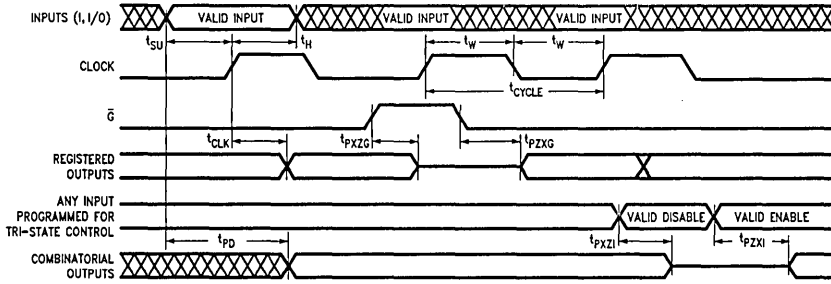 INPUTS (I, I/O) VALID INPUT VALID INPUT VALID INPUT
tSU tH tW tW
CLOCK
tCYCLE
G̅
tCLK tPXZG tPZXG
REGISTERED
OUTPUTS
ANY INPUT
PROGRAMMED FOR
TRI-STATE CONTROL
VALID DISABLE VALID ENABLE
tPD tPXZI tPZXI
COMBINATORIAL
OUTPUTS